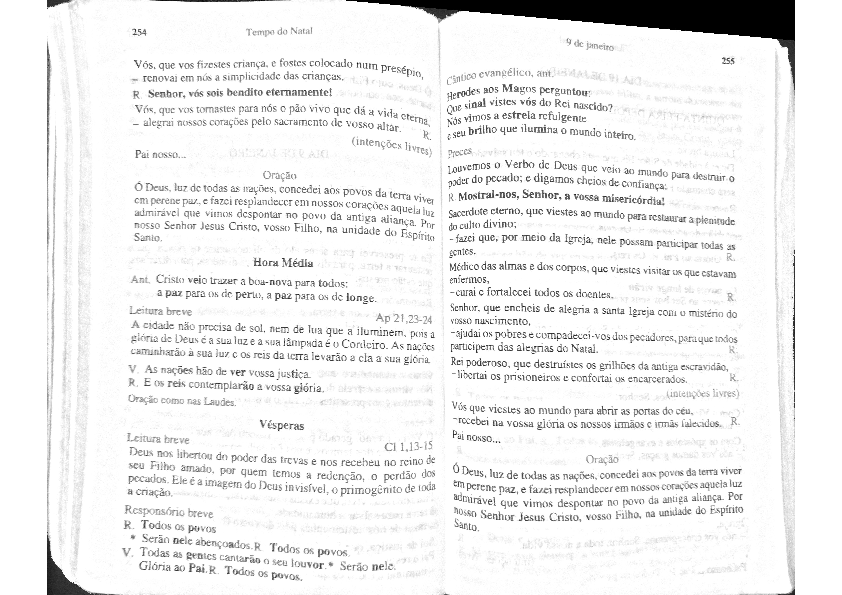 254
Tempo do Natal
Vós, que vos fizestes criança, e fostes colocado num presépio,
– renovai em nós a simplicidade das crianças.
R. Senhor, vós sois bendito eternamente!
Vós, que vos tornastes para nós o pão vivo que dá a vida eterna,
– alegrai nossos corações pelo sacramento de vosso altar. R.
(intenções livres)
Pai nosso...
Oração
Ó Deus, luz de todas as nações, concedei aos povos da terra viver
em perene paz, e fazei resplandecer em nossos corações aquela luz
admirável que vimos despontar no povo da antiga aliança. Por
nosso Senhor Jesus Cristo, vosso Filho, na unidade do Espírito
Santo.
Hora Média
Ant. Cristo veio trazer a boa-nova para todos:
a paz para os de perto, a paz para os de longe.
Leitura breve Ap 21,23-24
A cidade não precisa de sol, nem de lua que a iluminem, pois a
glória de Deus é a sua luz e a sua lâmpada é o Cordeiro. As nações
caminharão à sua luz e os reis da terra levarão a ela a sua glória.
V. As nações hão de ver vossa justiça.
R. E os reis contemplarão a vossa glória.
Oração como nas Laudes.
Vésperas
Leitura breve Cl 1,13-15
Deus nos libertou do poder das trevas e nos recebeu no reino de
seu Filho amado, por quem temos a redenção, o perdão dos
pecados. Ele é a imagem do Deus invisível, o primogênito de toda
a criação.
Responsório breve
R. Todos os povos
* Serão nele abençoados. R. Todos os povos.
V. Todas as gentes cantarão o seu louvor.* Serão nele.
Glória ao Pai. R. Todos os povos.
9 de janeiro
255
Cântico evangélico, ant.
Herodes aos Magos perguntou:
Que sinal vistes vós do Rei nascido?
Nós vimos a estrela refulgente
e seu brilho que ilumina o mundo inteiro.
Preces
Louvemos o Verbo de Deus que veio ao mundo para destruir o
poder do pecado; e digamos cheios de confiança:
R. Mostrai-nos, Senhor, a vossa misericórdia!
Sacerdote eterno, que viestes ao mundo para restaurar a plenitude
do culto divino;
– fazei que, por meio da Igreja, nele possam participar todas as
gentes. R.
Médico das almas e dos corpos, que viestes visitar os que estavam
enfermos,
– curai e fortalecei todos os doentes. R.
Senhor, que encheis de alegria a santa Igreja com o mistério do
vosso nascimento,
– ajudai os pobres e compadecei-vos dos pecadores, para que todos
participem das alegrias do Natal. R.
Rei poderoso, que destruístes os grilhões da antiga escravidão,
– libertai os prisioneiros e confortai os encarcerados. R.
(intenções livres)
Vós que viestes ao mundo para abrir as portas do céu,
– recebei na vossa glória os nossos irmãos e irmãs falecidos. R.
Pai nosso...
Oração
Ó Deus, luz de todas as nações, concedei aos povos da terra viver
em perene paz, e fazei resplandecer em nossos corações aquela luz
admirável que vimos despontar no povo da antiga aliança. Por
nosso Senhor Jesus Cristo, vosso Filho, na unidade do Espírito
Santo.